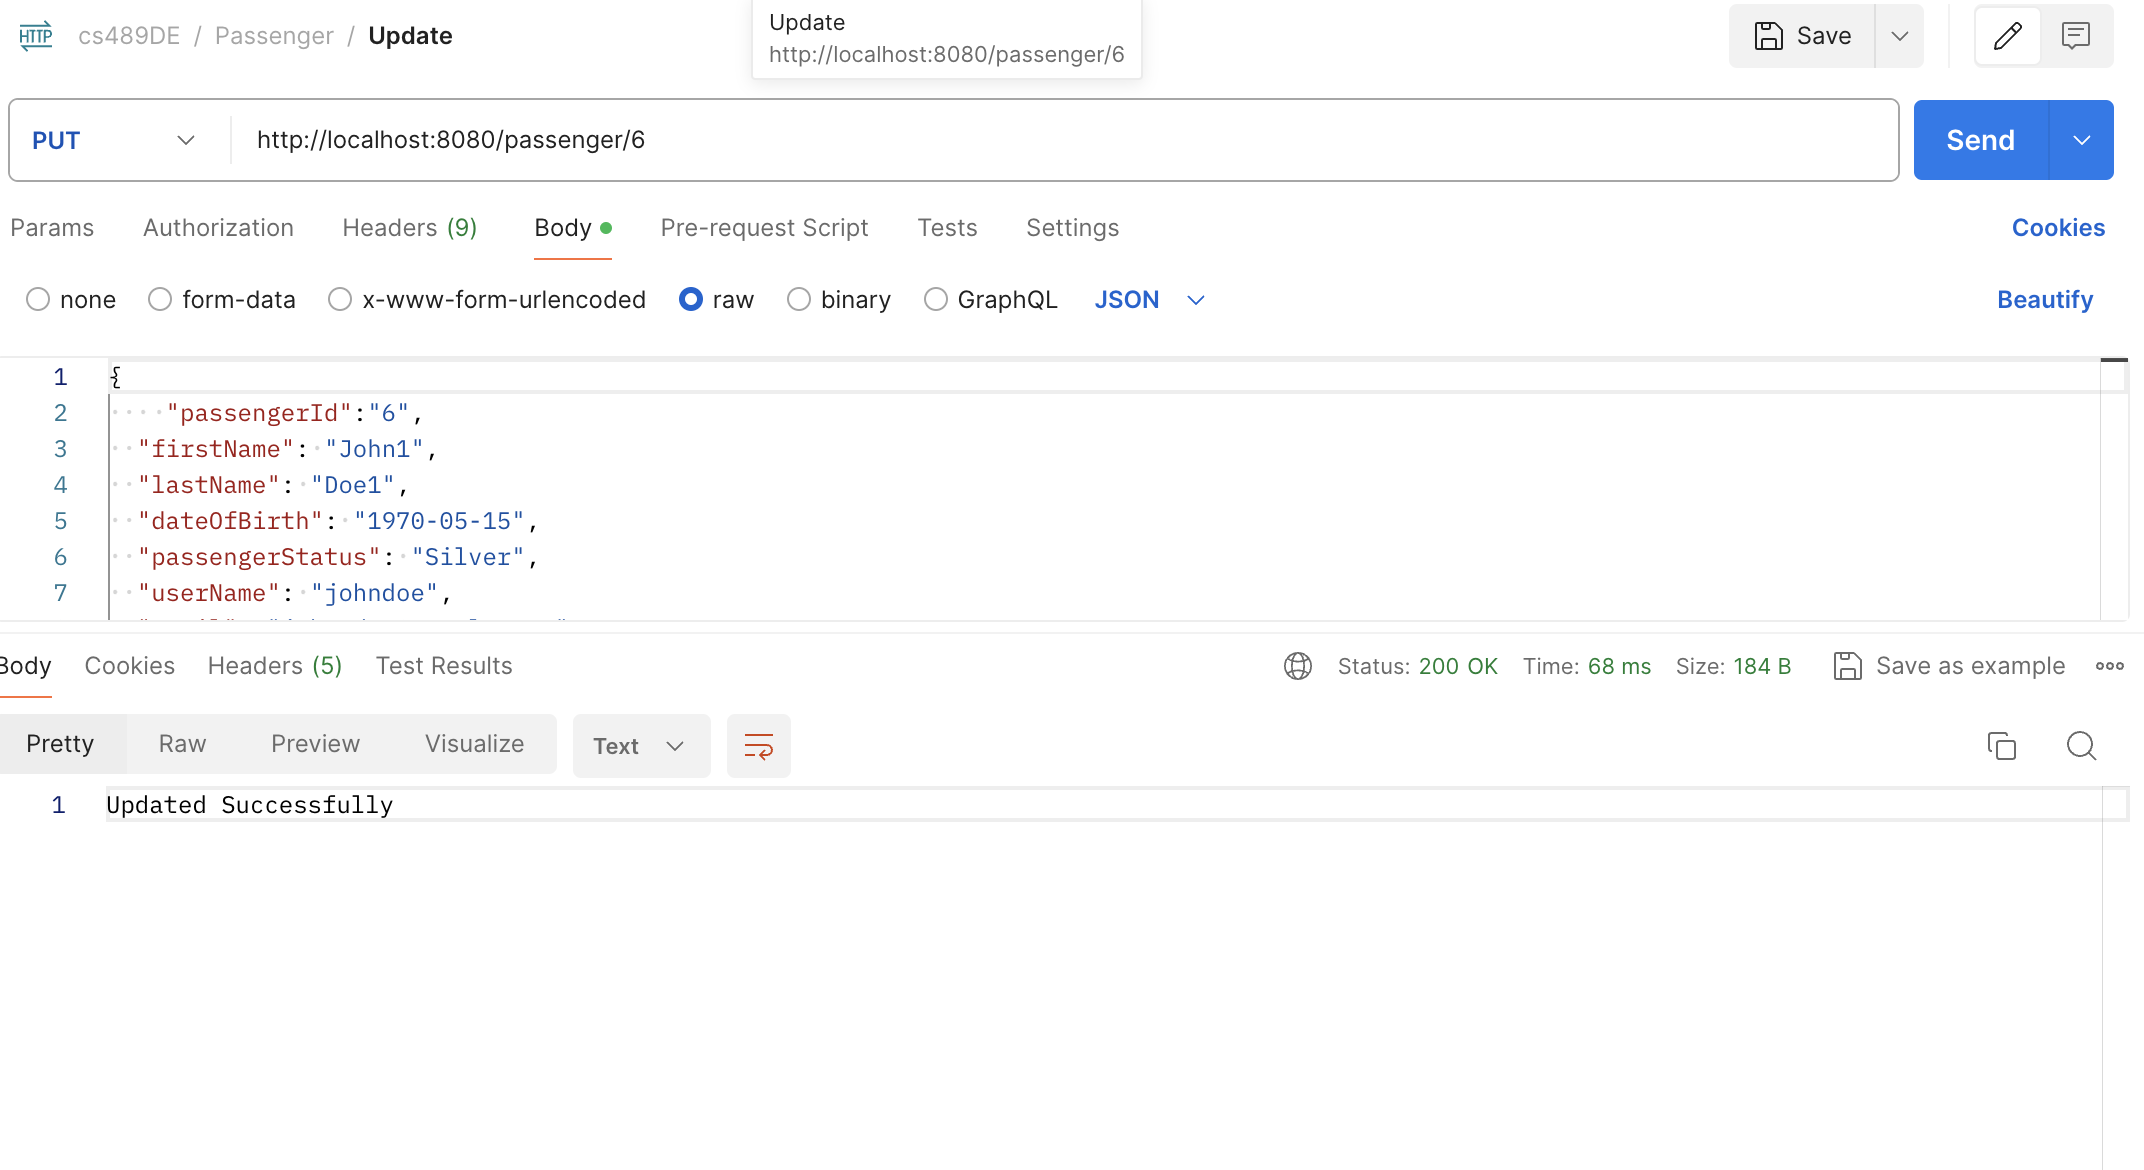 HTTP cs489DE / Passenger / Update
Update
http://localhost:8080/passenger/6
Save
PUT http://localhost:8080/passenger/6 Send
Params Authorization Headers (9) Body Pre-request Script Tests Settings Cookies
none form-data x-www-form-urlencoded raw binary GraphQL JSON Beautify
1 {
2 "passengerId":"6",
3 "firstName": "John1",
4 "lastName": "Doe1",
5 "dateOfBirth": "1970-05-15",
6 "passengerStatus": "Silver",
7 "userName": "johndoe",
Body Cookies Headers (5) Test Results Status: 200 OK Time: 68 ms Size: 184 B Save as example
Pretty Raw Preview Visualize Text
1 Updated Successfully